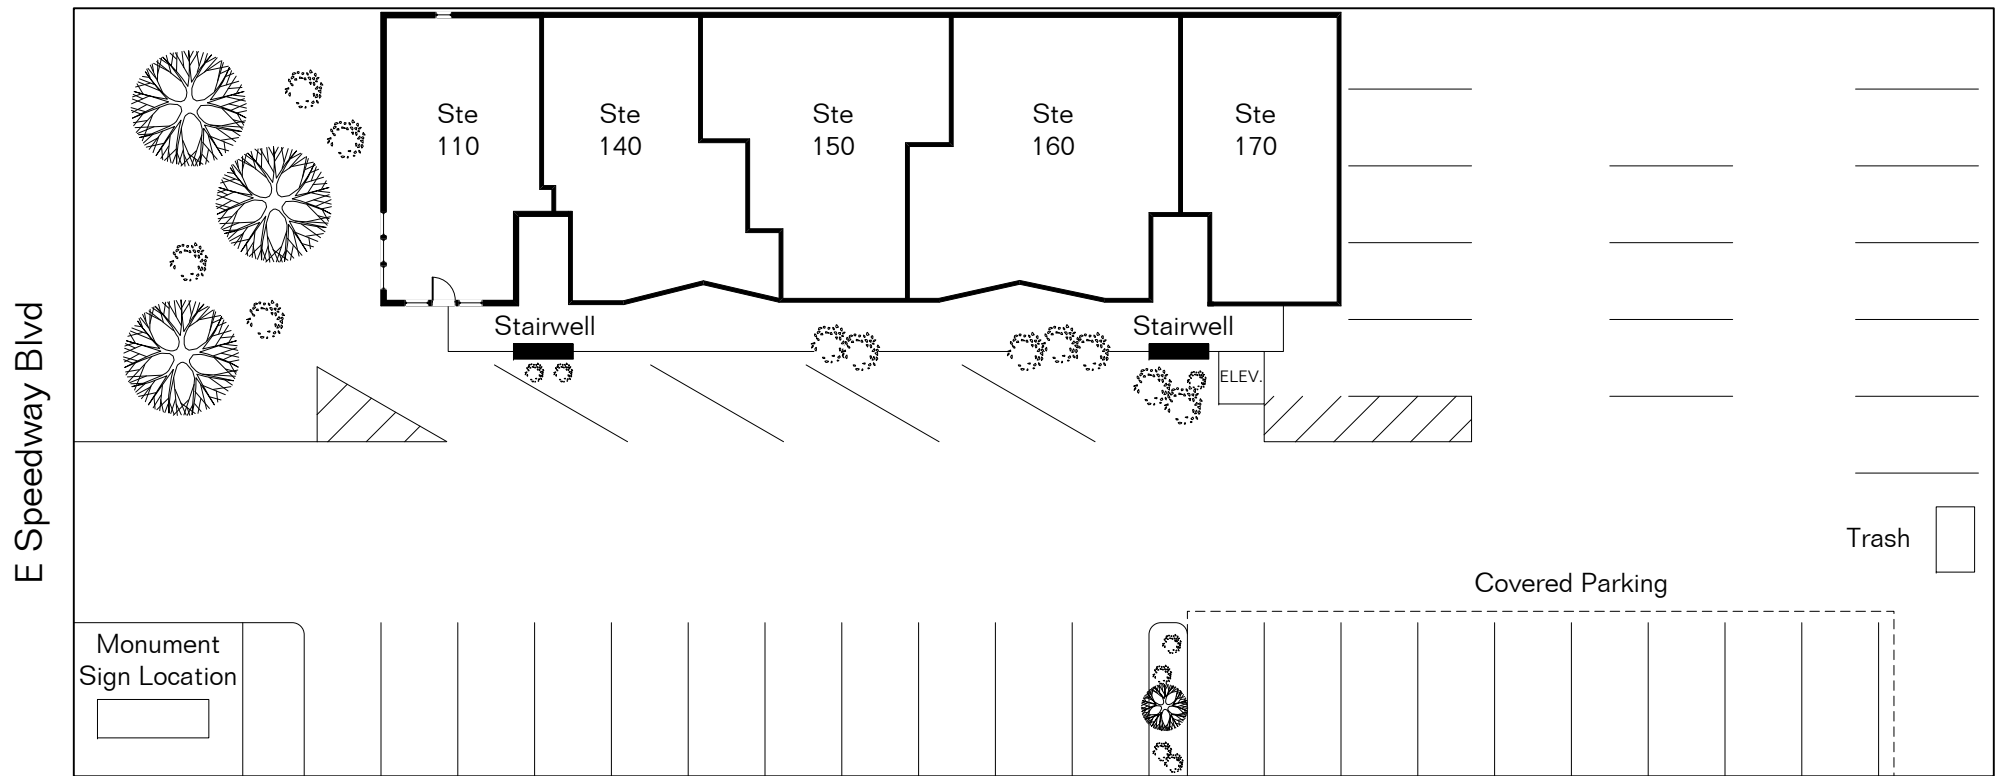 Ste
110
Ste
140
Ste
150
Ste
160
Ste
170
Stairwell
Stairwell
ELEV.
E Speedway Blvd
Trash
Covered Parking
Monument
Sign Location